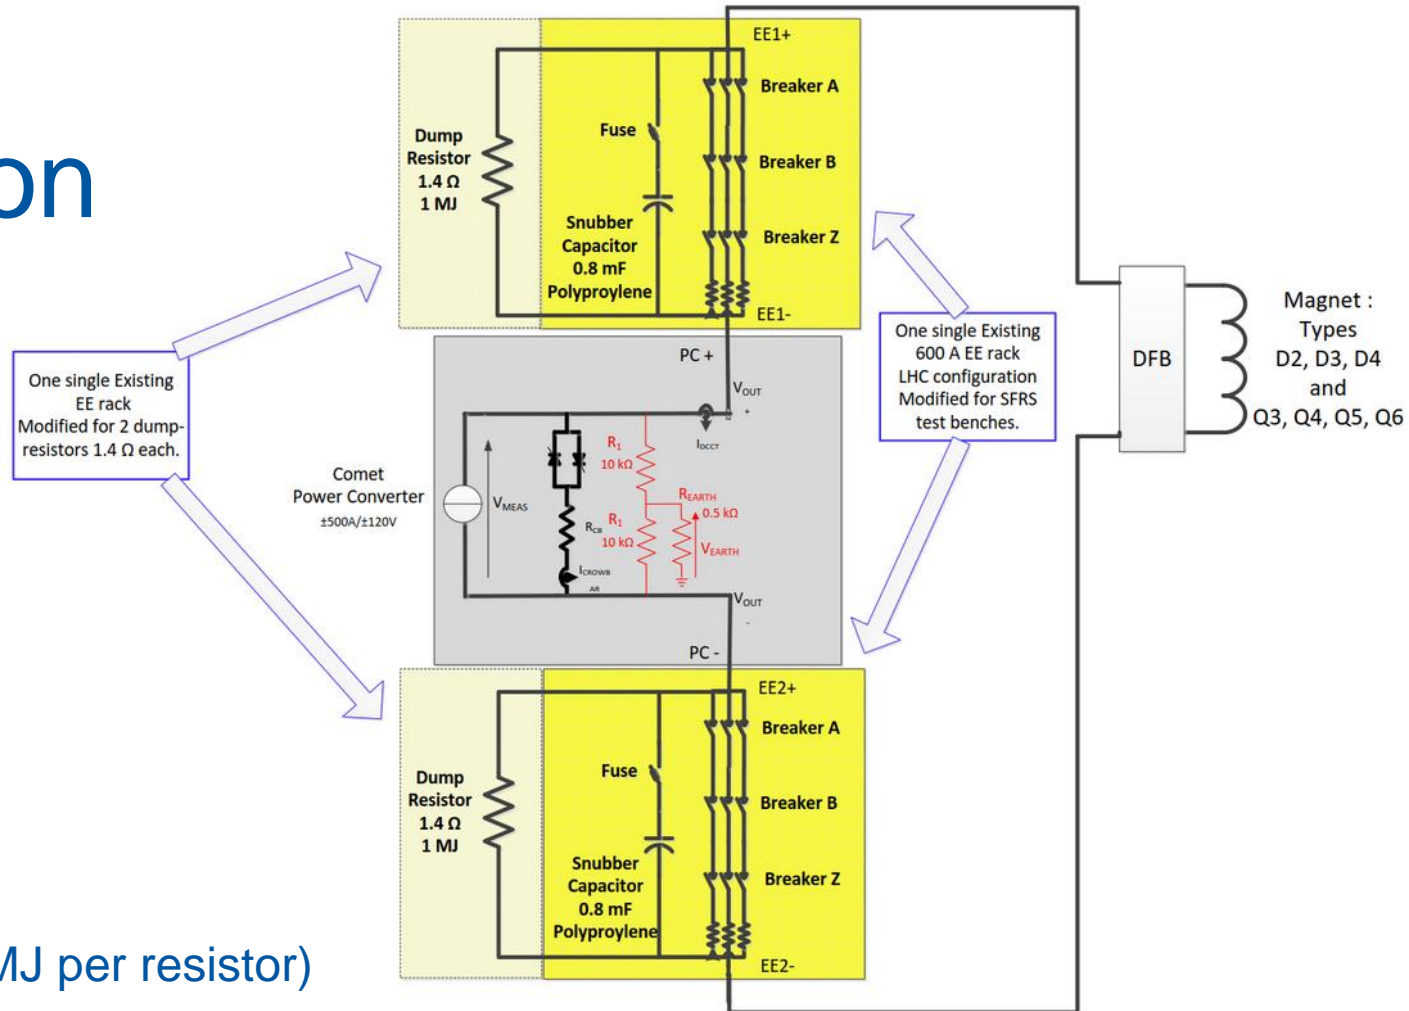 on
EE1+
Breaker A
Fuse
Dump
Resistor
1.4 Ω
1 MJ
Breaker B
Snubber
Capacitor
0.8 mF
Polyproylene
Breaker Z
EE1-
One single Existing
EE rack
Modified for 2 dump-
resistors 1.4 Ω each.
One single Existing
600 A EE rack
LHC configuration
Modified for SFRS
test benches.
DFB
Magnet :
Types
D2, D3, D4
and
Q3, Q4, Q5, Q6
PC +
VOUT
+
IDCCT
R1
10 kΩ
Comet
Power Converter
±500A/±120V
VMEAS
RCB
R1
10 kΩ
REARTH
0.5 kΩ
VEARTH
ICROWB
AR
VOUT
-
PC -
EE2+
Breaker A
Fuse
Dump
Resistor
1.4 Ω
1 MJ
Breaker B
Snubber
Capacitor
0.8 mF
Polyproylene
Breaker Z
EE2-
MJ per resistor)